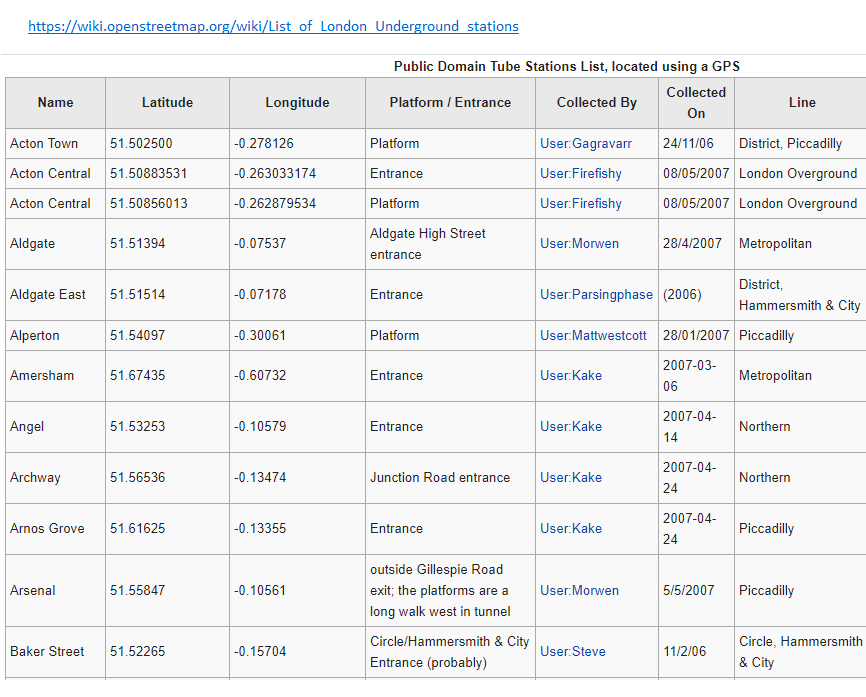 https://wiki.openstreetmap.org/wiki/List_of_London_Underground_stations
Public Domain Tube Stations List, located using a GPS
Name Latitude Longitude Platform / Entrance Collected By Collected On Line
Acton Town 51.502500 -0.278126 Platform User:Gagravarr 24/11/06 District, Piccadilly
Acton Central 51.50883531 -0.263033174 Entrance User:Firefishy 08/05/2007 London Overground
Acton Central 51.50856013 -0.262879534 Platform User:Firefishy 08/05/2007 London Overground
Aldgate 51.51394 -0.07537 Aldgate High Street entrance User:Morwen 28/4/2007 Metropolitan
Aldgate East 51.51514 -0.07178 Entrance User:Parsingphase (2006) District, Hammersmith & City
Alperton 51.54097 -0.30061 Platform User:Mattwestcott 28/01/2007 Piccadilly
Amersham 51.67435 -0.60732 Entrance User:Kake 2007-03-06 Metropolitan
Angel 51.53253 -0.10579 Entrance User:Kake 2007-04-14 Northern
Archway 51.56536 -0.13474 Junction Road entrance User:Kake 2007-04-24 Northern
Arnos Grove 51.61625 -0.13355 Entrance User:Kake 2007-04-24 Piccadilly
Arsenal 51.55847 -0.10561 outside Gillespie Road exit; the platforms are a long walk west in tunnel User:Morwen 5/5/2007 Piccadilly
Baker Street 51.52265 -0.15704 Circle/Hammersmith & City Entrance (probably) User:Steve 11/2/06 Circle, Hammersmith & City